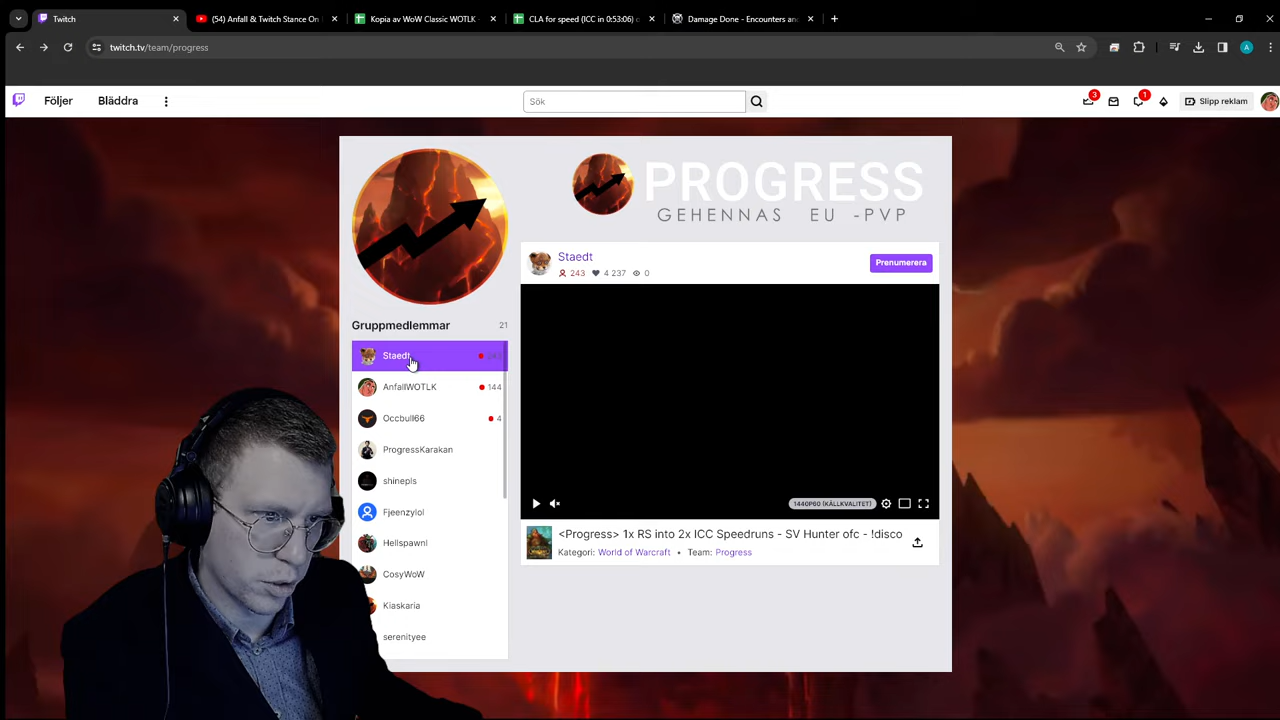 Twitch
(54) Anfall & Twitch Stance On
Kopia av WoW Classic WOTLK
CLA for speed (ICC in 0:53:06)
Damage Done - Encounters and
twitch.tv/team/progress
Följer
Bläddra
Sök
3
1
Slipp reklam
PROGRESS
GEHENNAS EU -PVP
Staedt
243
4 237
0
Prenumerera
Gruppmedlemmar
21
Staedt
AnfallWOTLK
144
Occbull66
4
ProgressKarakan
shinepls
Fjeenzylol
Hellspawnl
CosyWoW
Kiaskaria
serenityee
1440P60 (KÄLLKVALITET)
<Progress> 1x RS into 2x ICC Speedruns - SV Hunter ofc - !disco
Kategori: World of Warcraft • Team: Progress